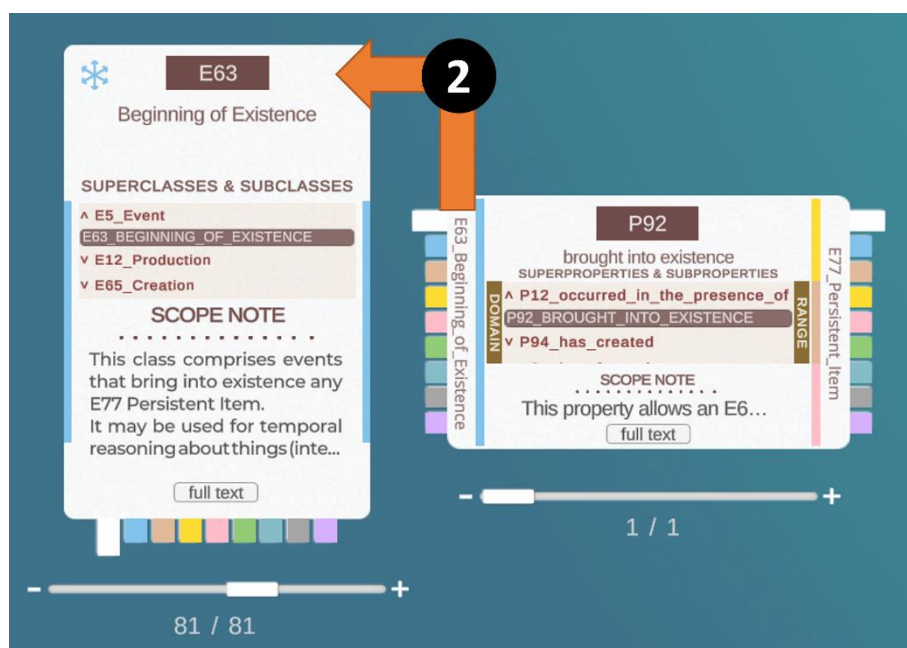 E63
Beginning of Existence
SUPERCLASSES & SUBCLASSES
^ E5_Event
E63_BEGINNING_OF_EXISTENCE
v E12_Production
v E65_Creation
SCOPE NOTE
This class comprises events
that bring into existence any
E77 Persistent Item.
It may be used for temporal
reasoning about things (inte...
full text
- +
81 / 81
2
E63_Beginning_of_Existence
P92
brought into existence
SUPERPROPERTIES & SUBPROPERTIES
DOMAIN
^ P12_occurred_in_the_presence_of
P92_BROUGHT_INTO_EXISTENCE
v P94_has_created
RANGE
E77_Persistent_Item
SCOPE NOTE
This property allows an E6...
full text
- +
1 / 1